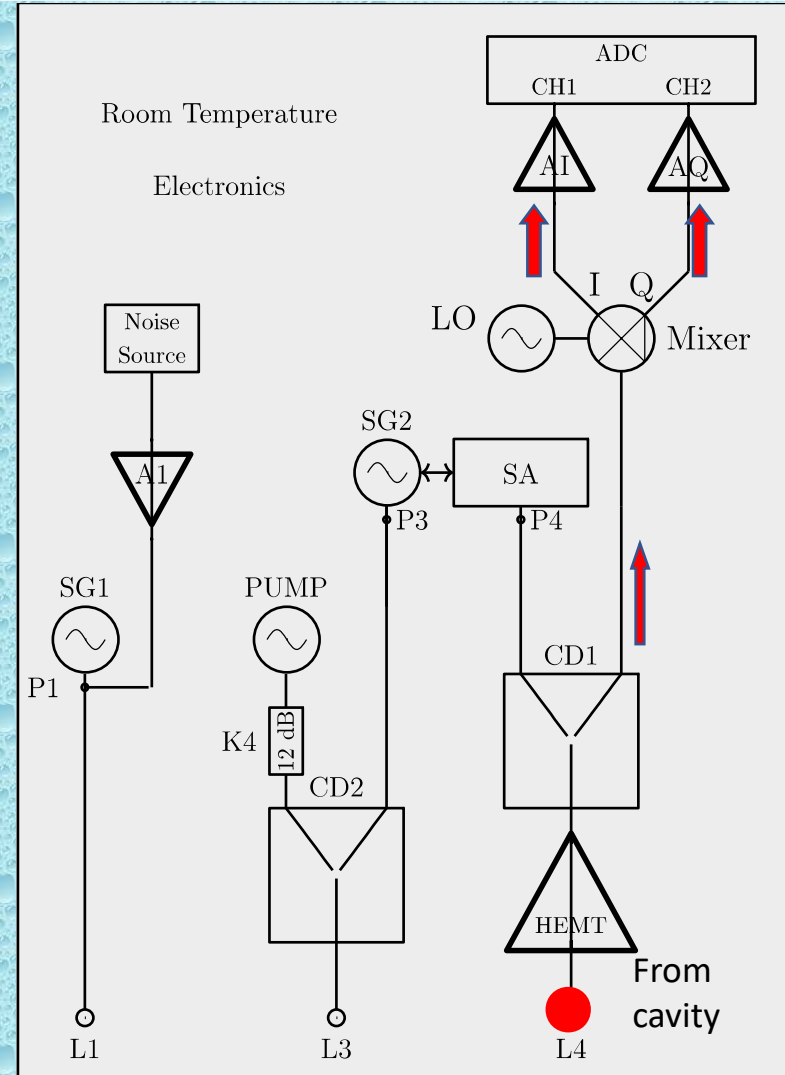 ADC
CH1 CH2
Room Temperature
Electronics
AI AQ
I Q
LO
Mixer
Noise
Source
SG2
A1
SA
P3
P4
SG1
PUMP
CD1
P1
K4
12 dB
CD2
HEMT
From
cavity
L1
L3
L4